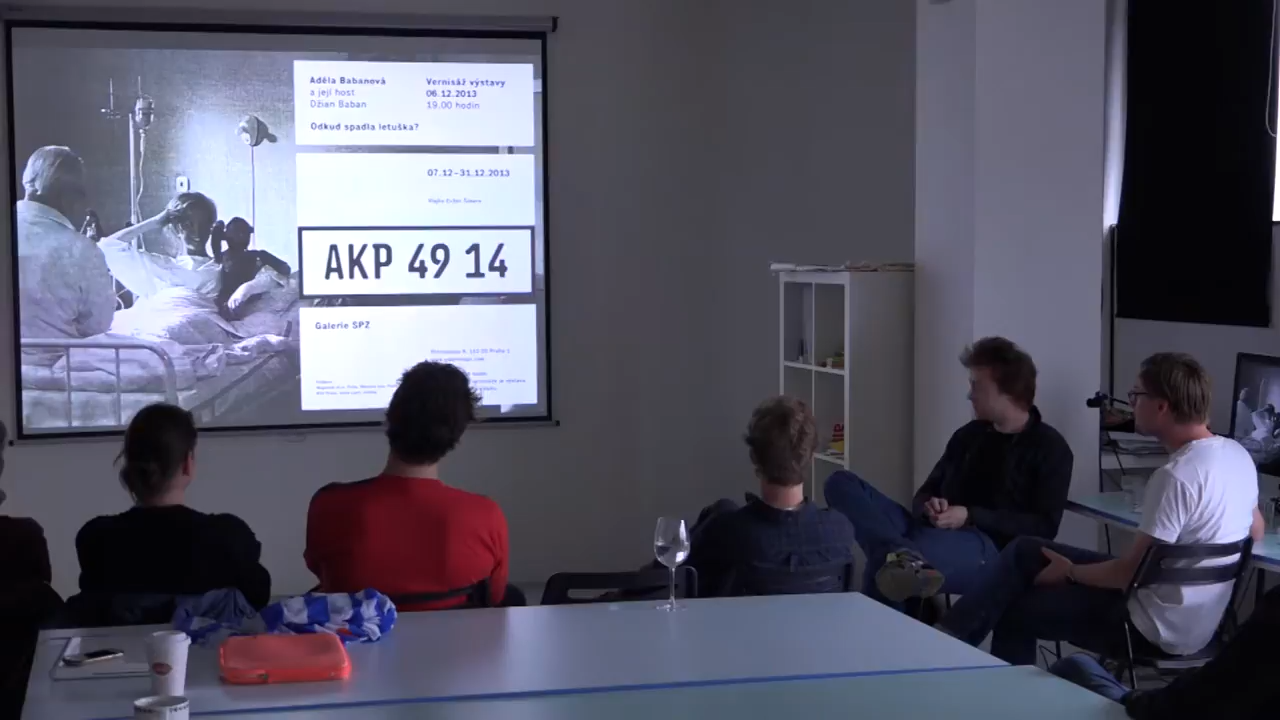 Adéla Babanová
a její host
Džian Baban
Vernisáž výstavy
06.12.2013
19.00 hodin
Odkud spadla letuška?
07.12–31.12.2013
AKP 49 14
Galerie SPZ